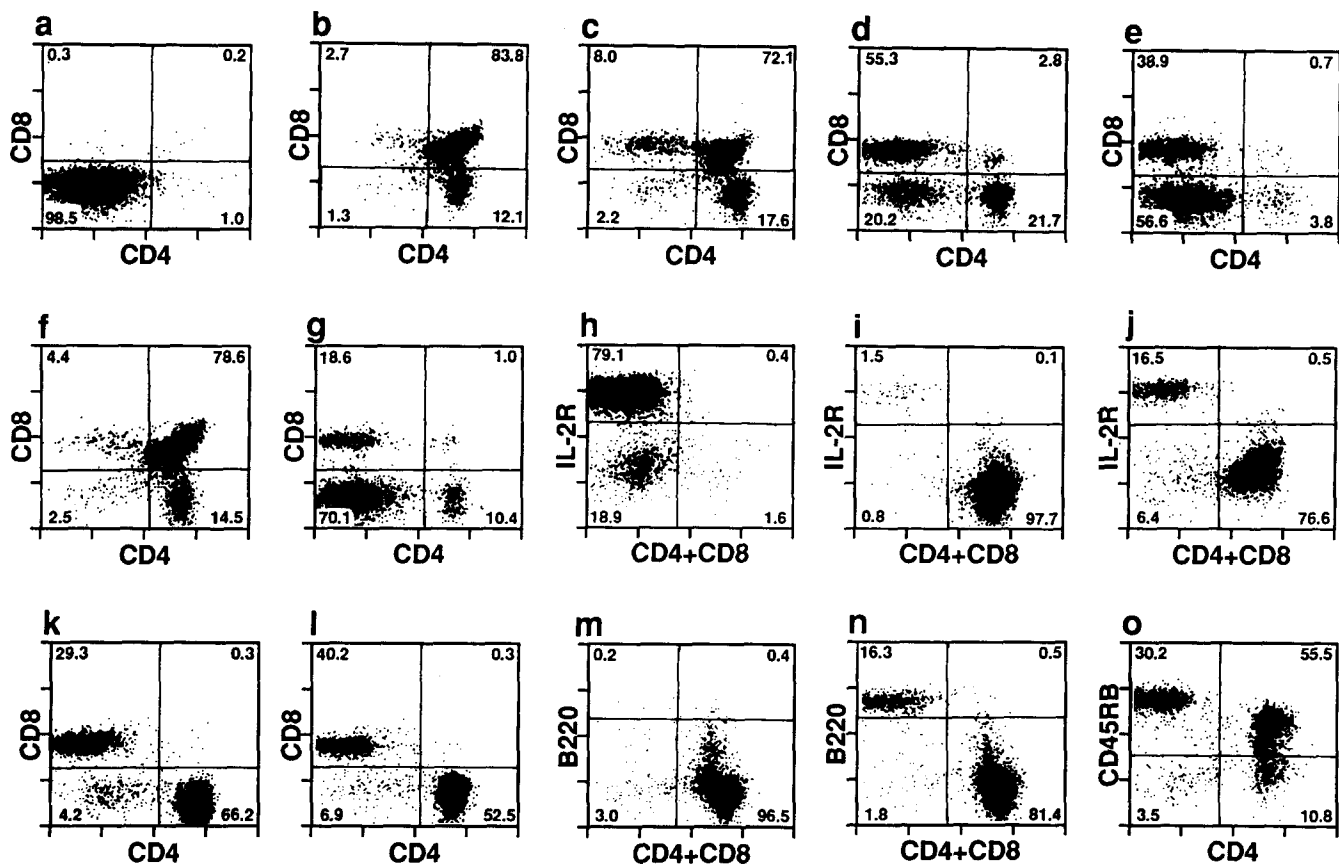 a b c d e
0.3 0.2 2.7 83.8 8.0 72.1 55.3 2.8 38.9 0.7
CD8 CD8 CD8 CD8 CD8
98.5 1.0 1.3 12.1 2.2 17.6 20.2 21.7 56.6 3.8
CD4 CD4 CD4 CD4 CD4
f g h i j
4.4 78.6 18.6 1.0 79.1 0.4 1.5 0.1 16.5 0.5
CD8 CD8 IL-2R IL-2R IL-2R
2.5 14.5 70.1 10.4 18.9 1.6 0.8 97.7 6.4 76.6
CD4 CD4 CD4+CD8 CD4+CD8 CD4+CD8
k l m n o
29.3 0.3 40.2 0.3 0.2 0.4 16.3 0.5 30.2 55.5
CD8 CD8 B220 B220 CD45RB
4.2 66.2 6.9 52.5 3.0 96.5 1.8 81.4 3.5 10.8
CD4 CD4 CD4+CD8 CD4+CD8 CD4